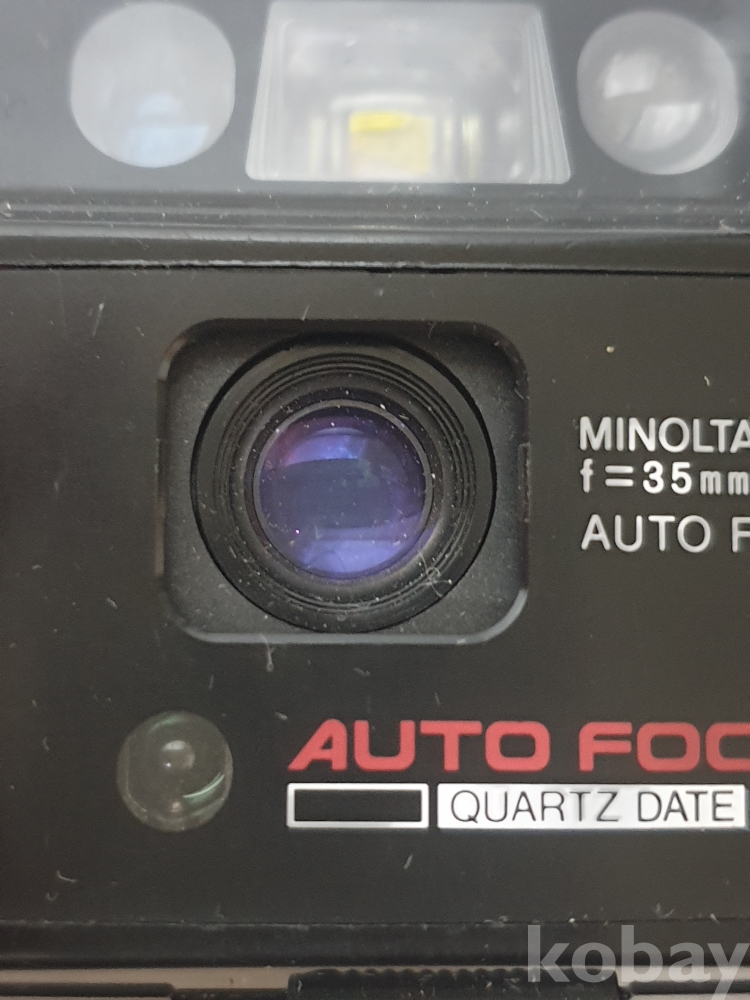 MINOLTA
f=35mm
AUTO F
AUTO FOC
QUARTZ DATE
kobay